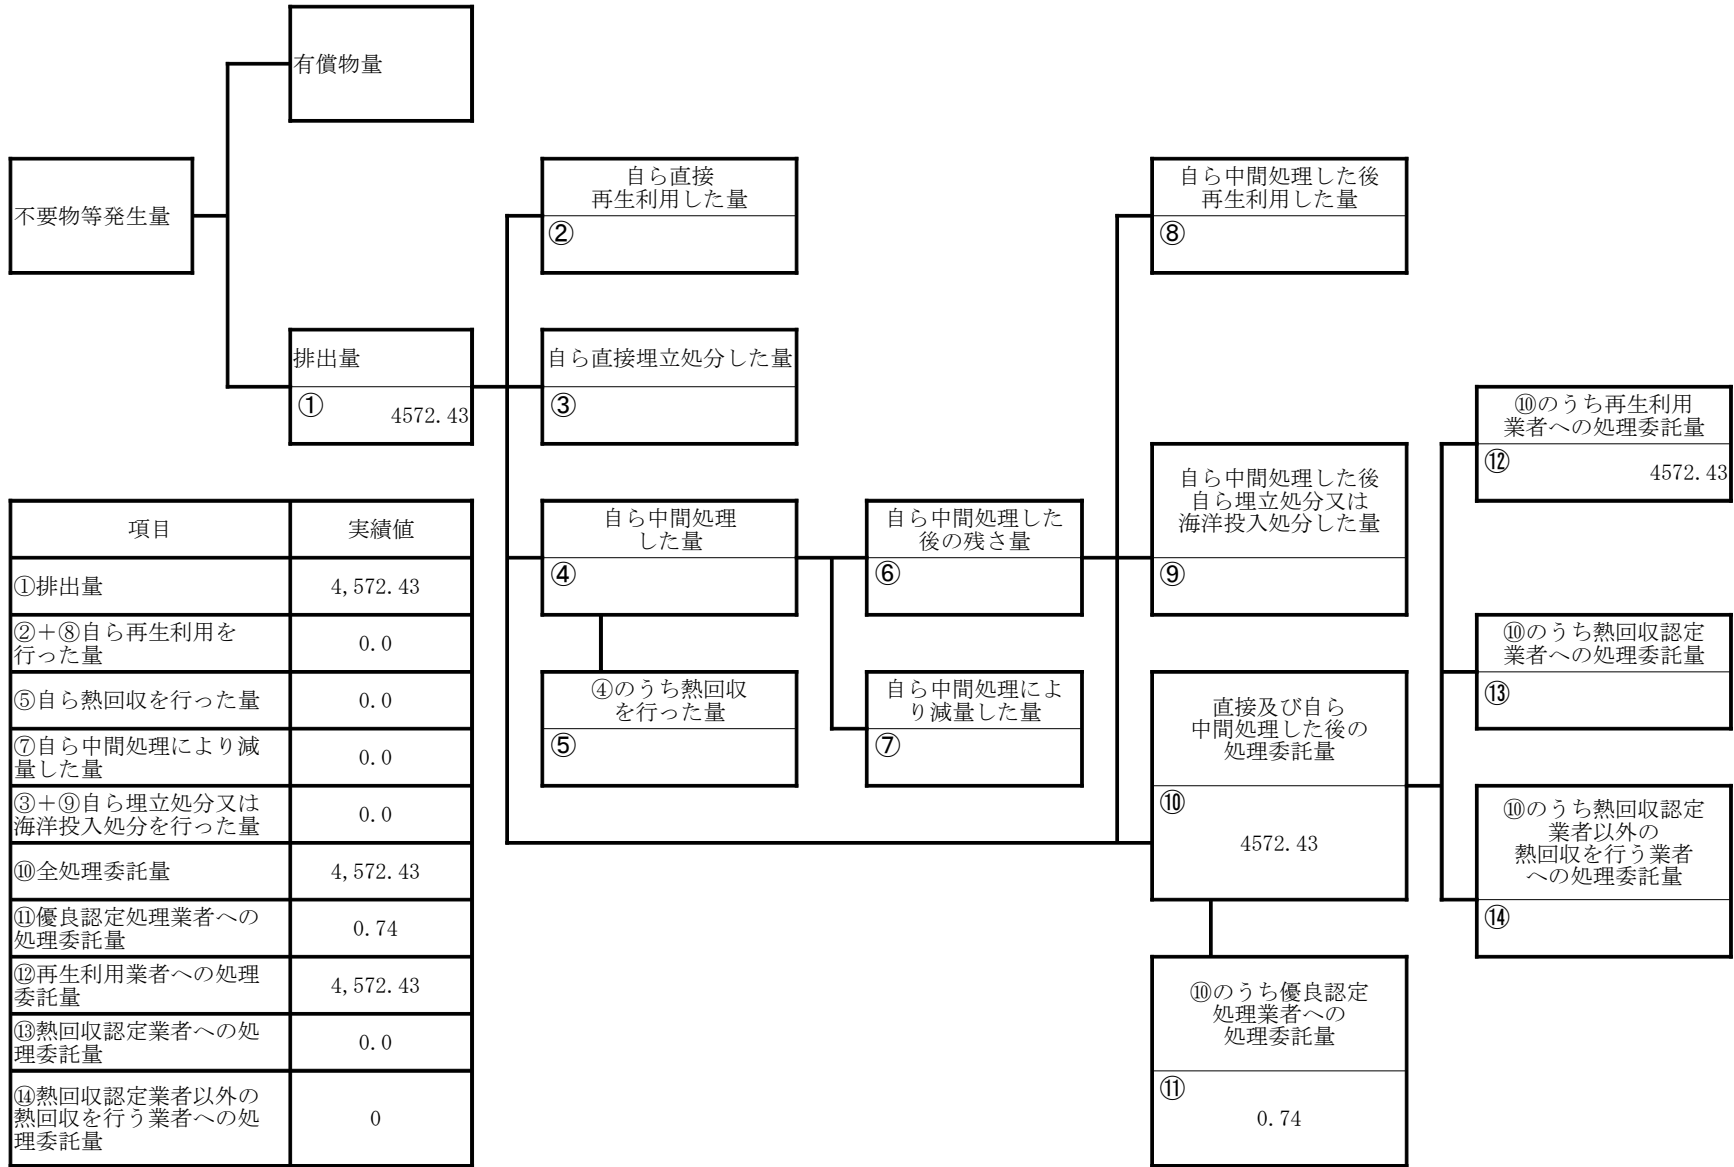 有償物量
不要物等発生量
排出量
①
4572.43
自ら直接
再生利用した量
②
自ら直接埋立処分した量
③
自ら中間処理
した量
④
④のうち熱回収
を行った量
⑤
自ら中間処理した
後の残さ量
⑥
自ら中間処理によ
り減量した量
⑦
自ら中間処理した後
再生利用した量
⑧
自ら中間処理した後
自ら埋立処分又は
海洋投入処分した量
⑨
直接及び自ら
中間処理した後の
処理委託量
⑩
4572.43
⑩のうち優良認定
処理業者への
処理委託量
⑪
0.74
⑩のうち再生利用
業者への処理委託量
⑫
4572.43
⑩のうち熱回収認定
業者への処理委託量
⑬
⑩のうち熱回収認定
業者以外の
熱回収を行う業者
への処理委託量
⑭
項目 実績値
①排出量 4,572.43
②+⑧自ら再生利用を
行った量 0.0
⑤自ら熱回収を行った量 0.0
⑦自ら中間処理により減
量した量 0.0
③+⑨自ら埋立処分又は
海洋投入処分を行った量 0.0
⑩全処理委託量 4,572.43
⑪優良認定処理業者への
処理委託量 0.74
⑫再生利用業者への処理
委託量 4,572.43
⑬熱回収認定業者への処
理委託量 0.0
⑭熱回収認定業者以外の
熱回収を行う業者への処
理委託量 0